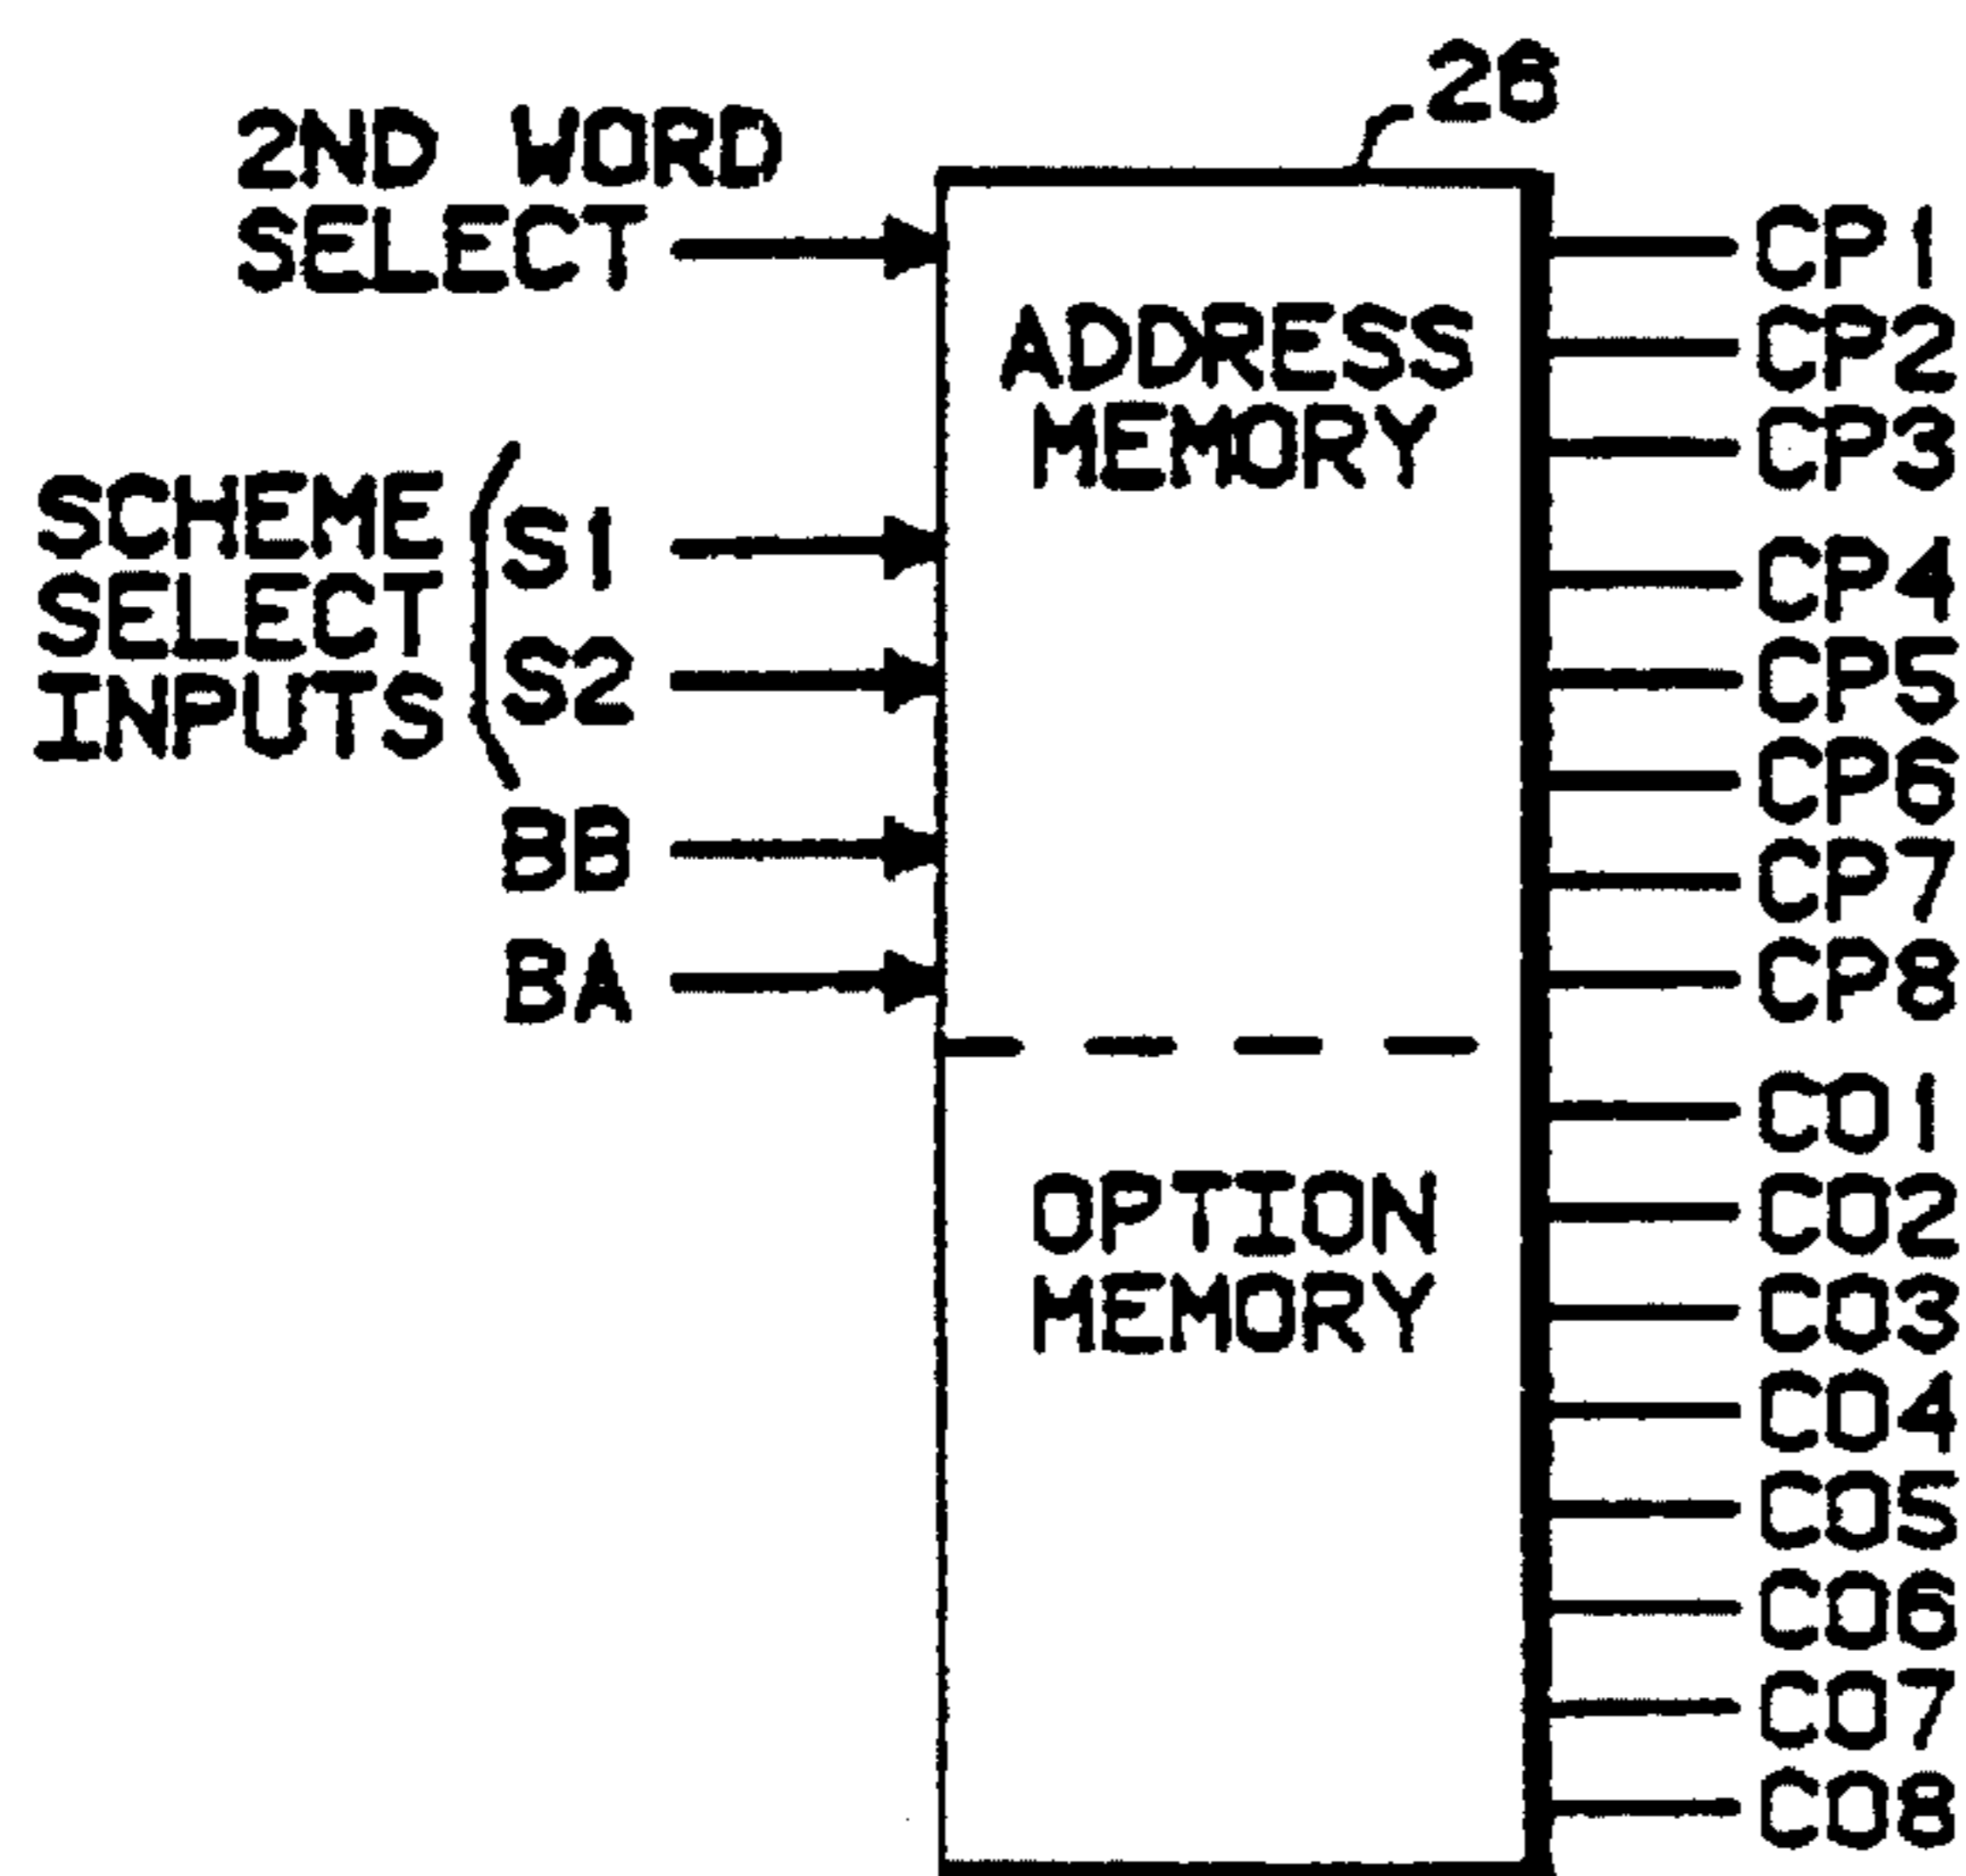 26
2ND WORD
SELECT
ADDRESS
MEMORY
SCHEME
SELECT
INPUTS
S1
S2
BB
BA
OPTION
MEMORY
CP1
CP2
CP3
CP4
CP5
CP6
CP7
CP8
CO1
CO2
CO3
CO4
CO5
CO6
CO7
CO8